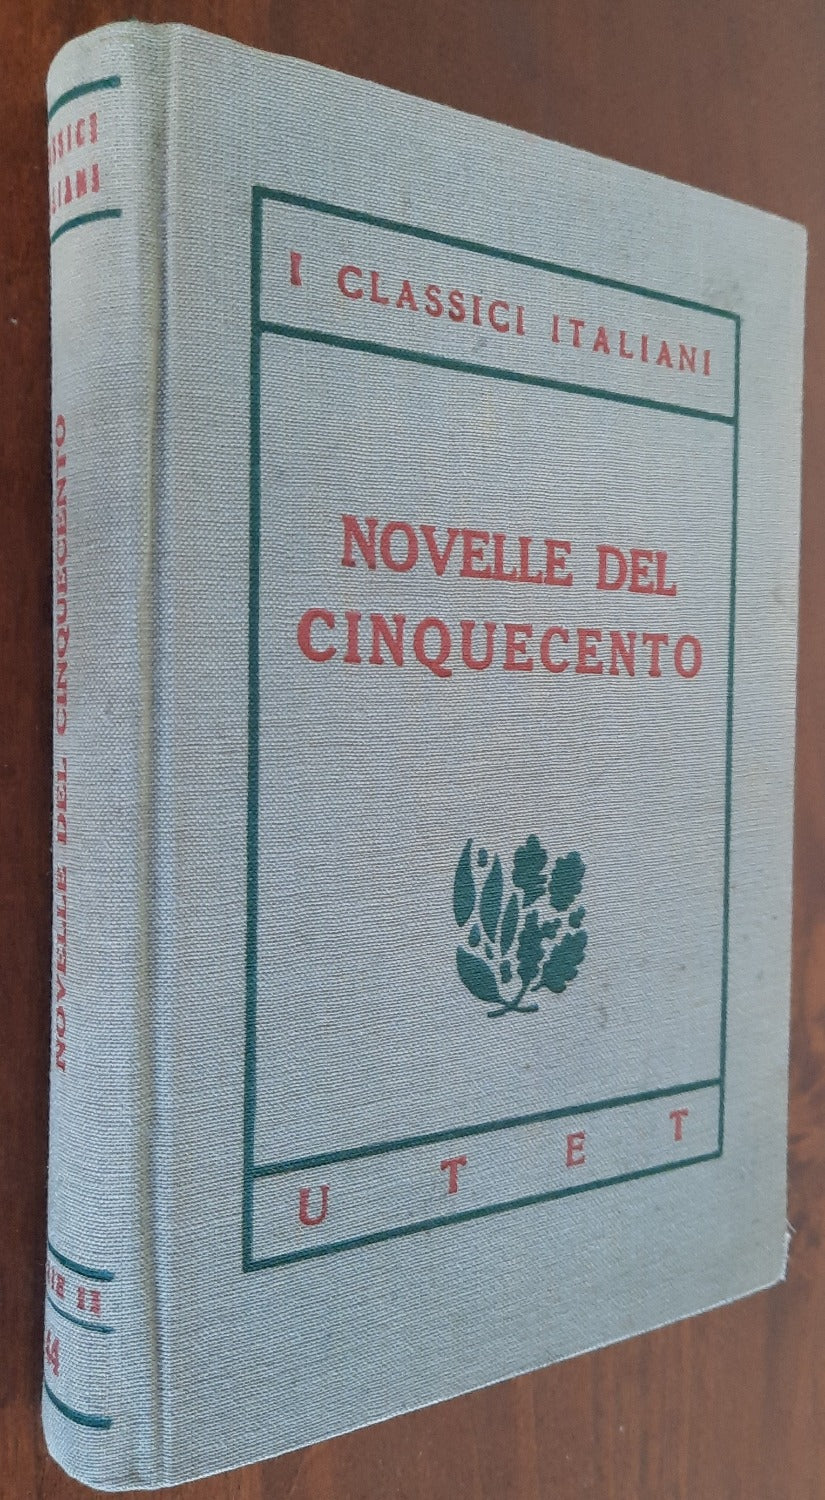 I CLASSICI ITALIANI
NOVELLE DEL
CINQUECENTO
U T E T
NOVELLE DEL CINQUECENTO